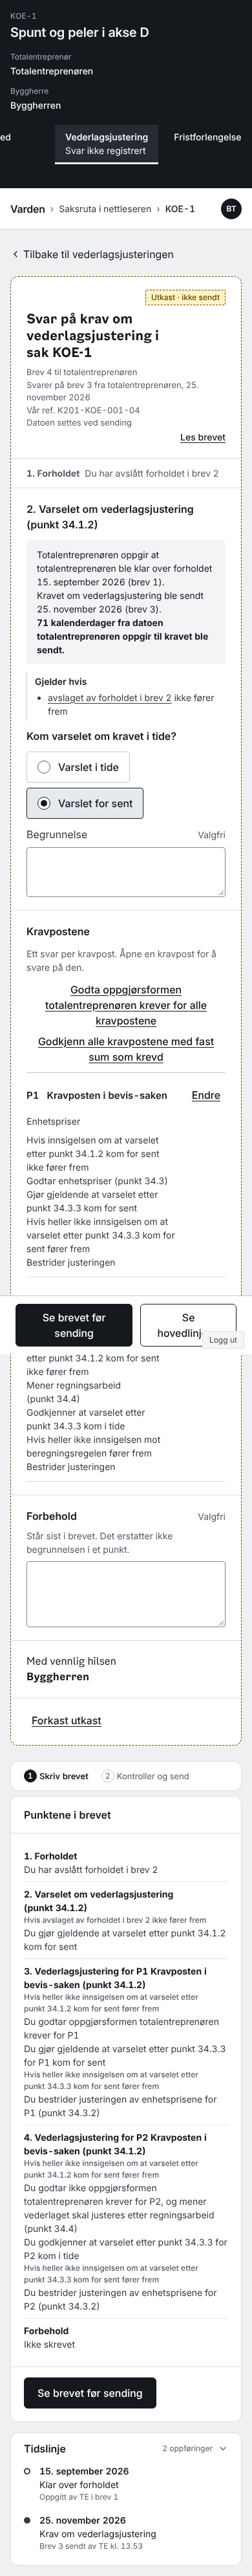 KOE-1
Spunt og peler i akse D
Totalentreprenør
Totalentreprenøren
Byggherre
Byggherren
ed
Vederlagsjustering
Svar ikke registrert
Fristforlengelse
Varden › Saksruta i nettleseren › KOE-1
BT
‹ Tilbake til vederlagsjusteringen
Utkast · ikke sendt
Svar på krav om
vederlagsjustering i
sak KOE-1
Brev 4 til totalentreprenøren
Svarer på brev 3 fra totalentreprenøren, 25.
november 2026
Vår ref. K201-KOE-001-04
Datoen settes ved sending
Les brevet
1. Forholdet Du har avslått forholdet i brev 2
2. Varselet om vederlagsjustering
(punkt 34.1.2)
Totalentreprenøren oppgir at
totalentreprenøren ble klar over forholdet
15. september 2026 (brev 1).
Kravet om vederlagsjustering ble sendt
25. november 2026 (brev 3).
71 kalenderdager fra datoen
totalentreprenøren oppgir til kravet ble
sendt.
Gjelder hvis
• avslaget av forholdet i brev 2 ikke fører
frem
Kom varselet om kravet i tide?
Varslet i tide
Varslet for sent
Begrunnelse
Valgfri
Kravpostene
Ett svar per kravpost. Åpne en kravpost for å
svare på den.
Godta oppgjørsformen
totalentreprenøren krever for alle
kravpostene
Godkjenn alle kravpostene med fast
sum som krevd
P1 Kravposten i bevis-saken
Endre
Enhetspriser
Hvis innsigelsen om at varselet
etter punkt 34.1.2 kom for sent
ikke fører frem
Godtar enhetspriser (punkt 34.3)
Gjør gjeldende at varselet etter
punkt 34.3.3 kom for sent
Hvis heller ikke innsigelsen om at
varselet etter punkt 34.3.3 kom for
sent fører frem
Bestrider justeringen
Se brevet før
sending
Se
hovedlinj
Logg ut
etter punkt 34.1.2 kom for sent
ikke fører frem
Mener regningsarbeid
(punkt 34.4)
Godkjenner at varselet etter
punkt 34.3.3 kom i tide
Hvis heller ikke innsigelsen mot
beregningsregelen fører frem
Bestrider justeringen
Forbehold
Valgfri
Står sist i brevet. Det erstatter ikke
begrunnelsen i et punkt.
Med vennlig hilsen
Byggherren
Forkast utkast
1 Skriv brevet
2 Kontroller og send
Punktene i brevet
1. Forholdet
Du har avslått forholdet i brev 2
2. Varselet om vederlagsjustering
(punkt 34.1.2)
Hvis avslaget av forholdet i brev 2 ikke fører frem
Du gjør gjeldende at varselet etter punkt 34.1.2
kom for sent
3. Vederlagsjustering for P1 Kravposten i
bevis-saken (punkt 34.1.2)
Hvis heller ikke innsigelsen om at varselet etter
punkt 34.1.2 kom for sent fører frem
Du godtar oppgjørsformen totalentreprenøren
krever for P1
Du gjør gjeldende at varselet etter punkt 34.3.3
for P1 kom for sent
Hvis heller ikke innsigelsen om at varselet etter
punkt 34.3.3 kom for sent fører frem
Du bestrider justeringen av enhetsprisene for
P1 (punkt 34.3.2)
4. Vederlagsjustering for P2 Kravposten i
bevis-saken (punkt 34.1.2)
Hvis heller ikke innsigelsen om at varselet etter
punkt 34.1.2 kom for sent fører frem
Du godtar ikke oppgjørsformen
totalentreprenøren krever for P2, og mener
vederlaget skal justeres etter regningsarbeid
(punkt 34.4)
Du godkjenner at varselet etter punkt 34.3.3 for
P2 kom i tide
Hvis heller ikke innsigelsen om at varselet etter
punkt 34.3.3 kom for sent fører frem
Du bestrider justeringen av enhetsprisene for
P2 (punkt 34.3.2)
Forbehold
Ikke skrevet
Se brevet før sending
Tidslinje
2 oppføringer
15. september 2026
Klar over forholdet
Oppgitt av TE i brev 1
25. november 2026
Krav om vederlagsjustering
Brev 3 sendt av TE kl. 13.53